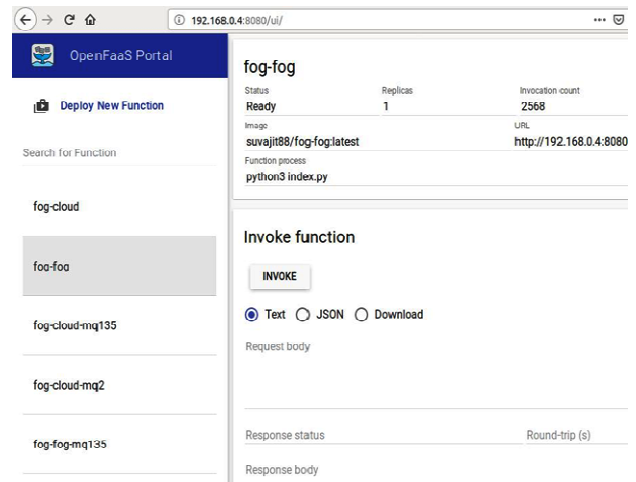 192.168.0.4:8080/ui/
OpenFaaS Portal
Deploy New Function
Search for Function
fog-cloud
fog-fog
fog-cloud-mq135
fog-cloud-mq2
fog-fog-mq135
fog-fog
Status
Replicas
Invocation count
Ready
1
2568
Image
URL
suvajit88/fog-fog:latest
http://192.168.0.4:8080
Function process
python3 index.py
Invoke function
INVOKE
Text
JSON
Download
Request body
Response status
Round-trip (s)
Response body